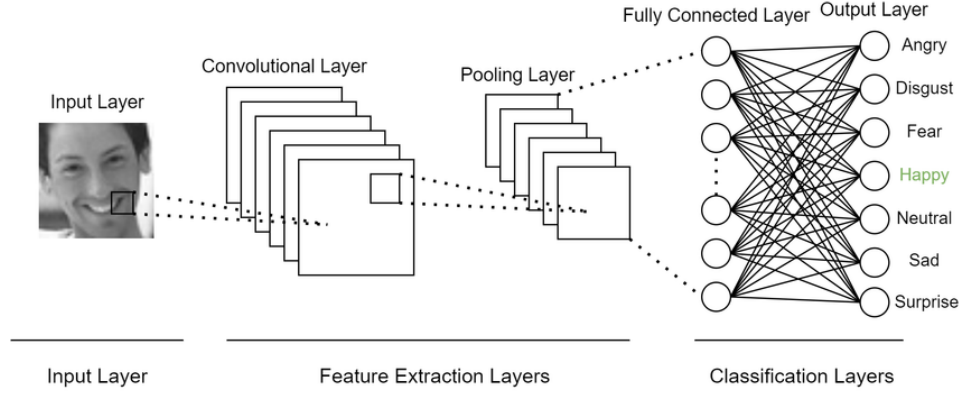 Input Layer
Convolutional Layer
Pooling Layer
Fully Connected Layer
Output Layer
Angry
Disgust
Fear
Happy
Neutral
Sad
Surprise
Input Layer
Feature Extraction Layers
Classification Layers